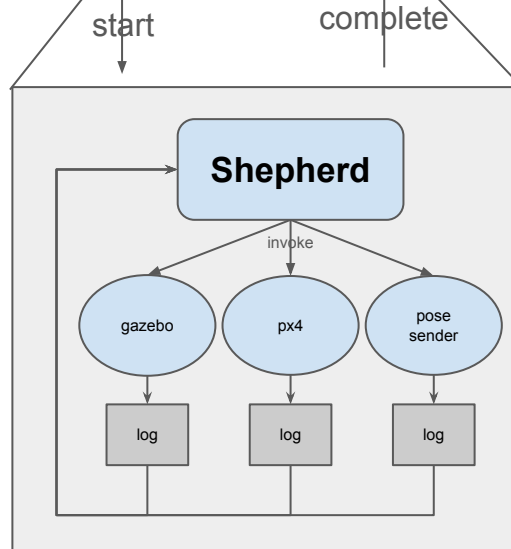 start
complete
Shepherd
invoke
gazebo
px4
pose
sender
log
log
log